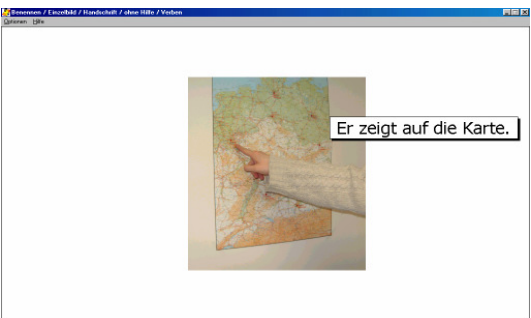 Benennen / Einzelbild / Handschrift / ohne Hilfe / Verben
Optionen Hilfe
Er zeigt auf die Karte.